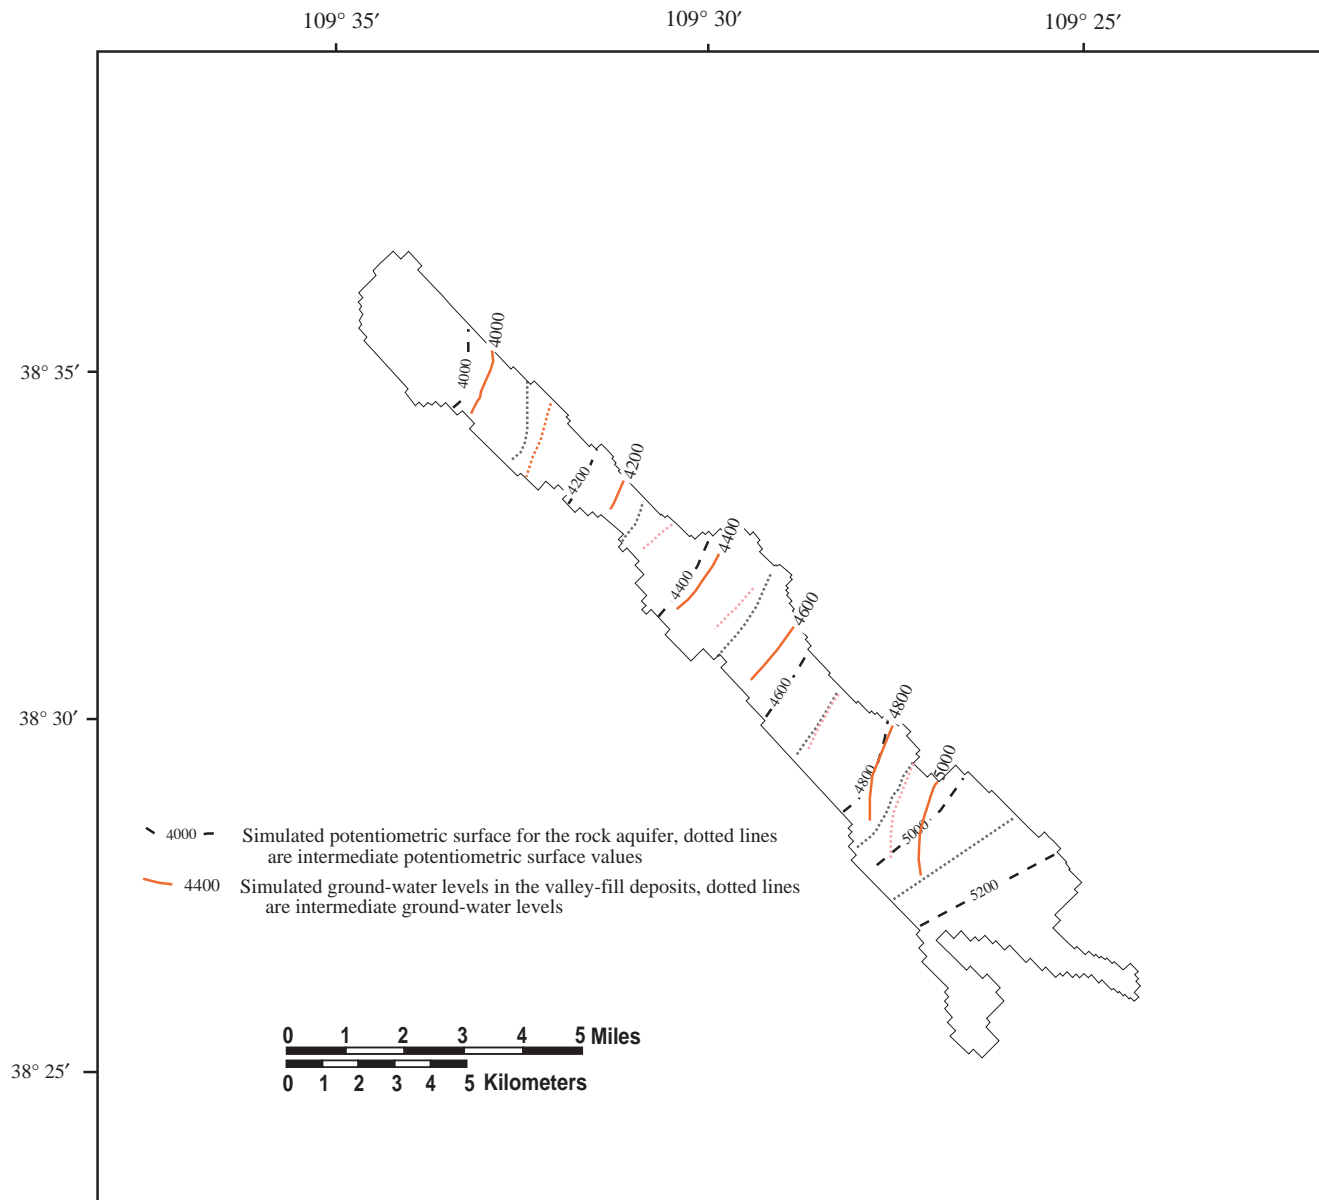 109° 35′ 109° 30′ 109° 25′
4000
38° 35′
4000
4200
4200
4400
4400
4600
4600
4800
38° 30′
5000
4800
5000
4000 Simulated potentiometric surface for the rock aquifer, dotted lines
are intermediate potentiometric surface values
4400 Simulated ground-water levels in the valley-fill deposits, dotted lines
5200
are intermediate ground-water levels
0 1 2 3 4 5 Miles
38° 25′
0 1 2 3 4 5 Kilometers